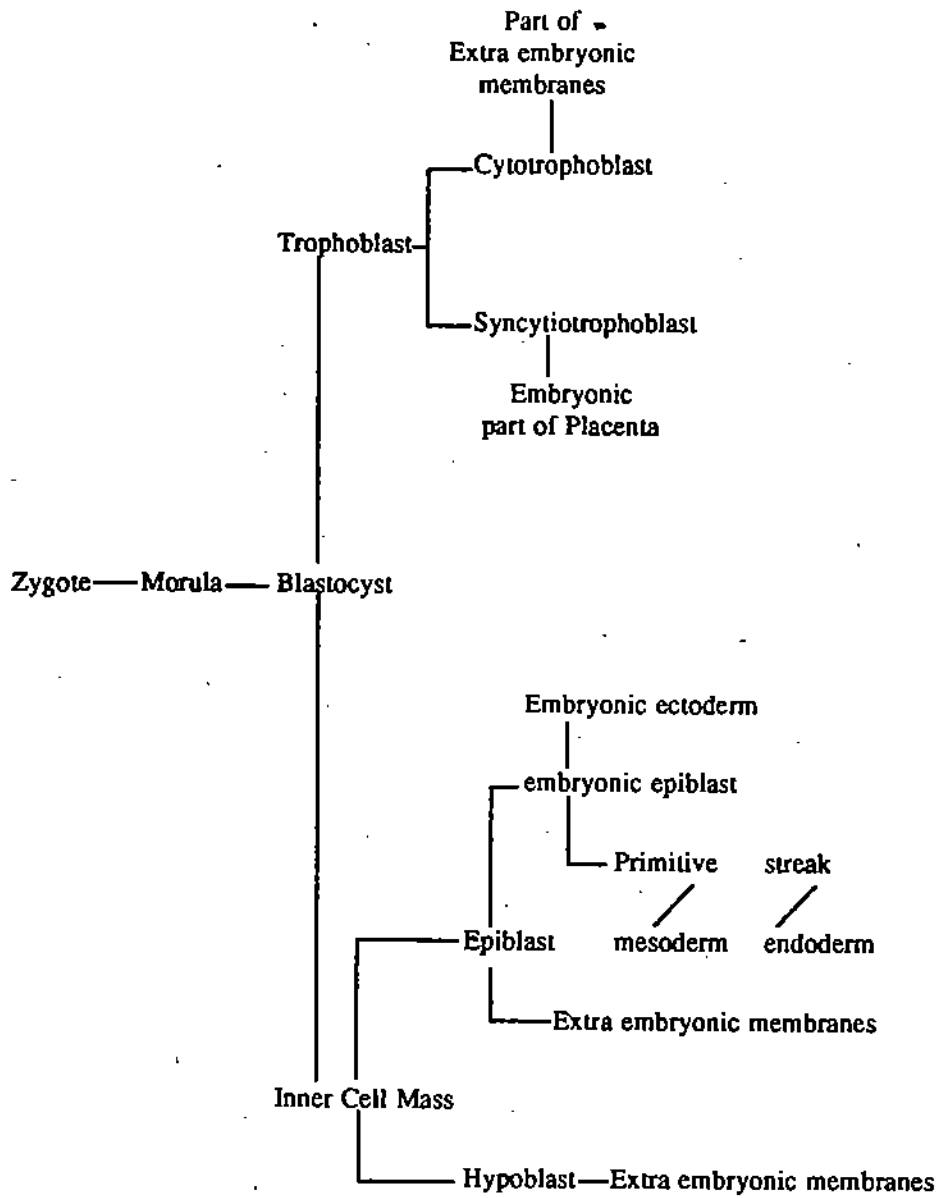 Part of
Extra embryonic
membranes
Cytotrophoblast
Trophoblast
Syncytiotrophoblast
Embryonic
part of Placenta
Zygote Morula Blastocyst
Embryonic ectoderm
embryonic epiblast
Primitive streak
Epiblast mesoderm endoderm
Extra embryonic membranes
Inner Cell Mass
Hypoblast Extra embryonic membranes